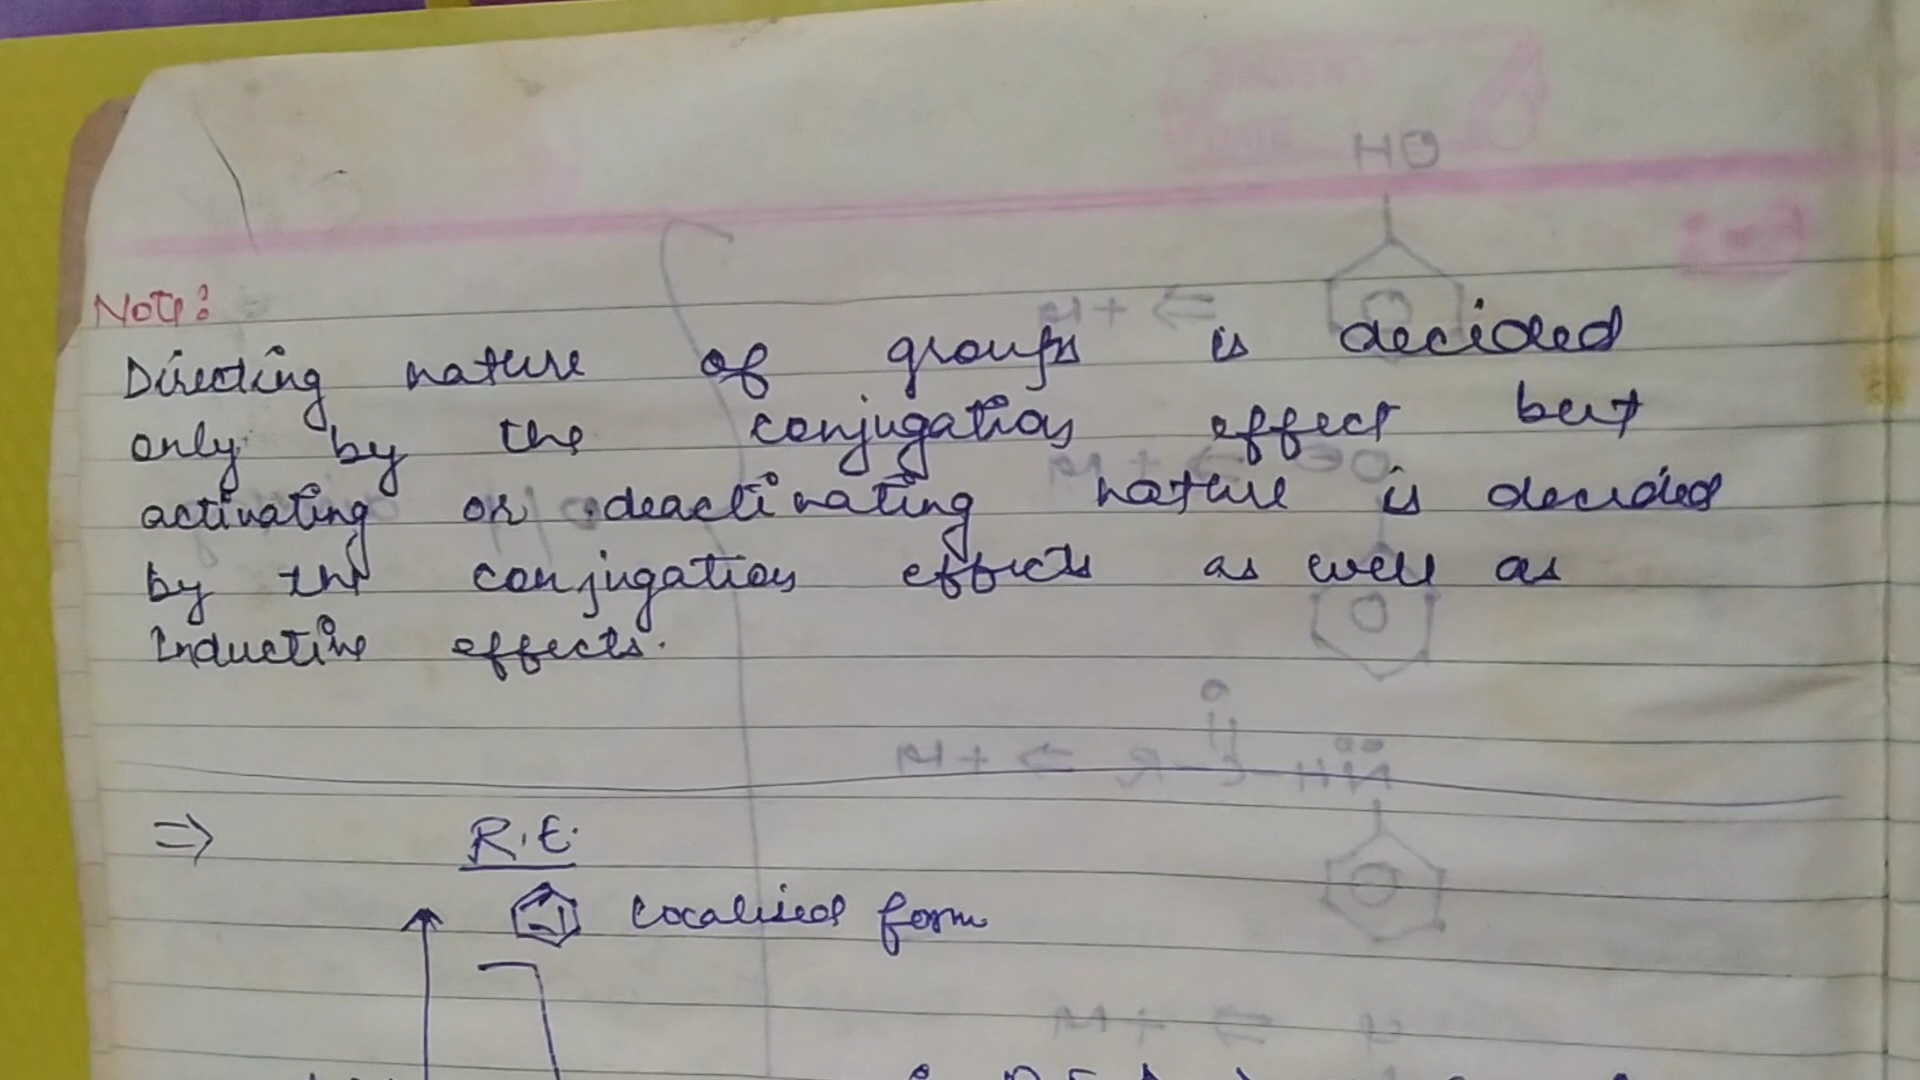 Note:
Directing nature of groups is decided
only by the conjugation effect but
activating or deactivating nature is decided
by the conjugation effects as well as
Inductive effects.
⇒ R.E.
Localised form